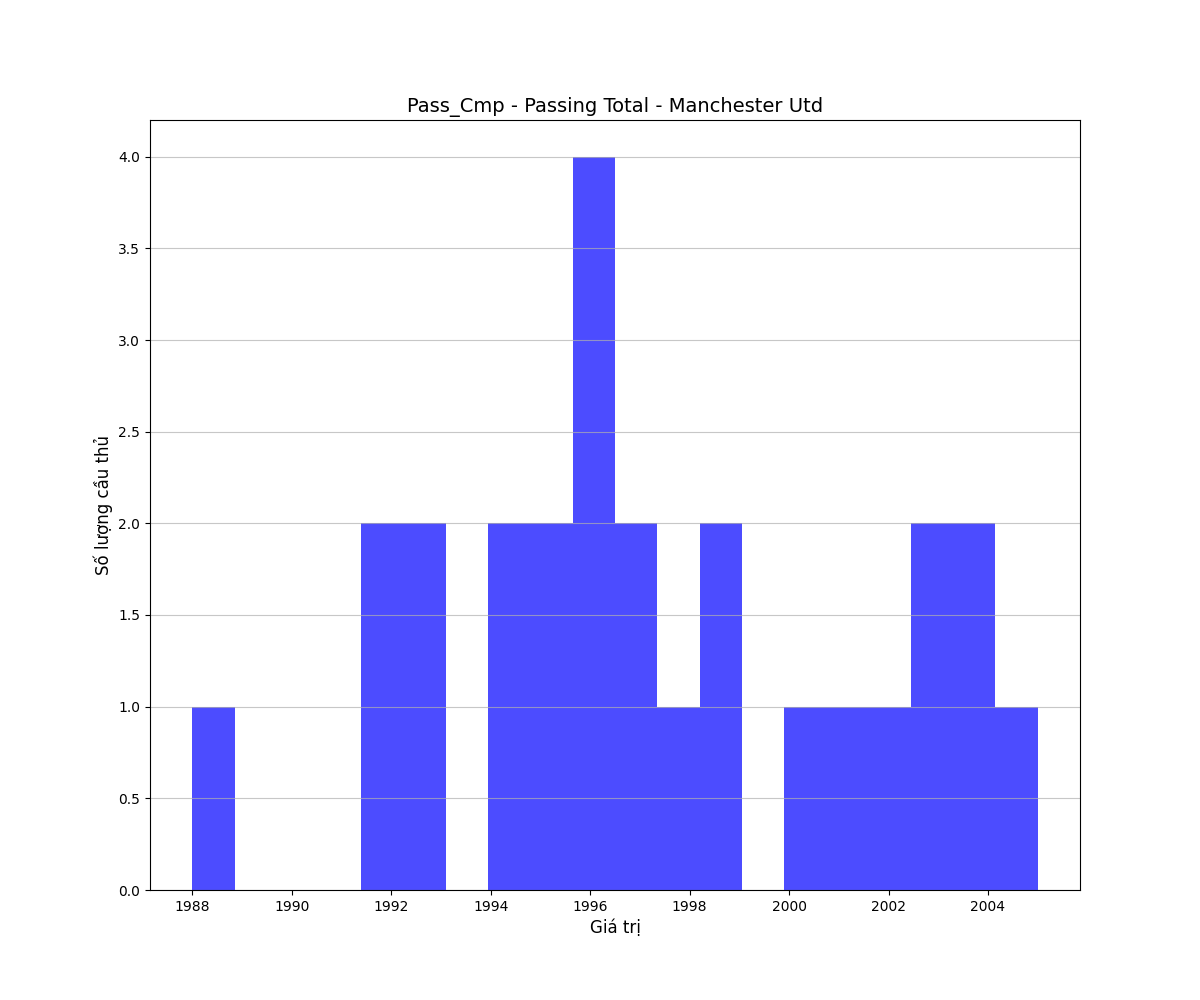 Pass_Cmp - Passing Total - Manchester Utd
4.0
3.5
3.0
2.5
2.0
1.5
1.0
0.5
0.0
Số lượng cầu thủ
1988 1990 1992 1994 1996 1998 2000 2002 2004
Giá trị